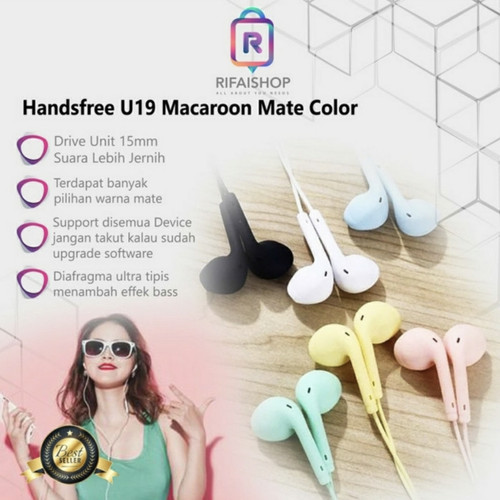 R
RIFAISHOP
ALL ABOUT YOU NEEDS
Handsfree U19 Macaroon Mate Color
Drive Unit 15mm
Suara Lebih Jernih
Terdapat banyak
pilihan warna mate
Support disemua Device
jangan takut kalau sudah
upgrade software
Diafragma ultra tipis
menambah effek bass
Best
SELLER